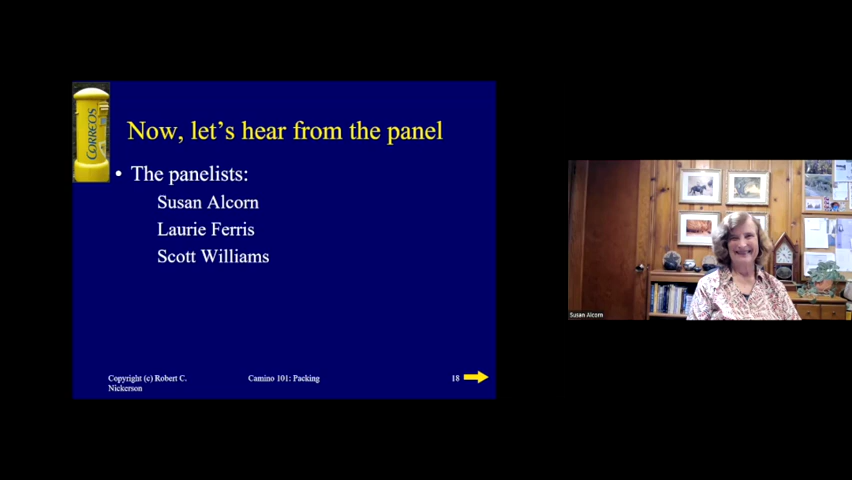 CORREOS
Now, let's hear from the panel
• The panelists:
Susan Alcorn
Laurie Ferris
Scott Williams
Copyright (c) Robert C.
Nickerson
Camino 101: Packing
18
Susan Alcorn